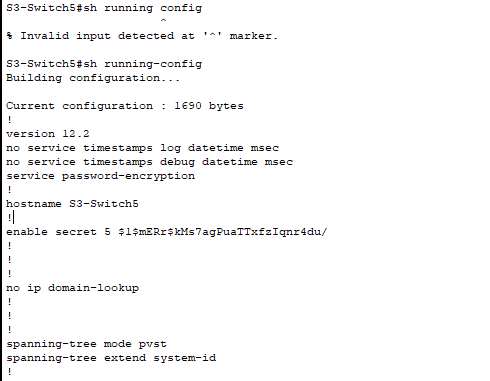 S3-Switch5#sh running config
^
% Invalid input detected at '^' marker.
S3-Switch5#sh running-config
Building configuration...
Current configuration : 1690 bytes
!
version 12.2
no service timestamps log datetime msec
no service timestamps debug datetime msec
service password-encryption
!
hostname S3-Switch5
!
enable secret 5 $1$mERr$kMs7agPuaTTxfzIqnr4du/
!
!
!
no ip domain-lookup
!
!
!
spanning-tree mode pvst
spanning-tree extend system-id
!